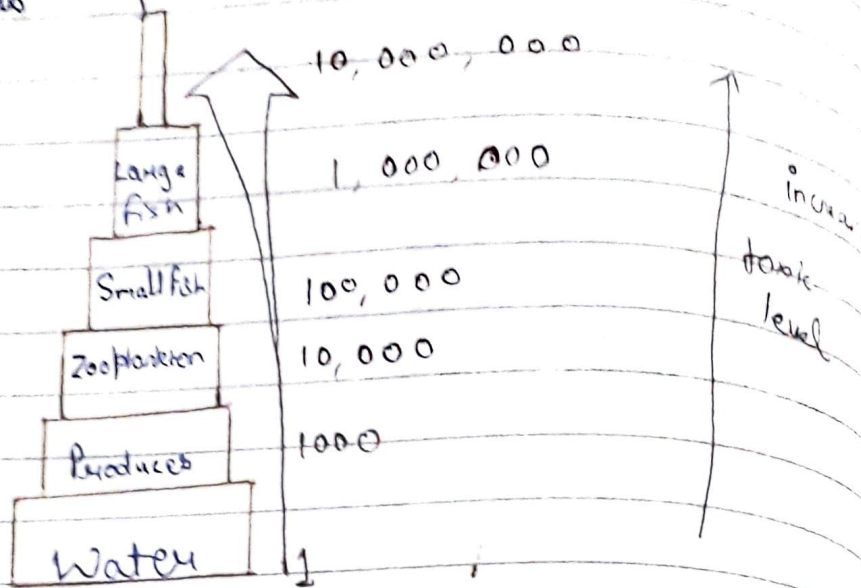 10,000,000
Large
fish
1,000,000
Small fish
100,000
Zooplankton
10,000
Producers
1000
Water
1
toxic
level